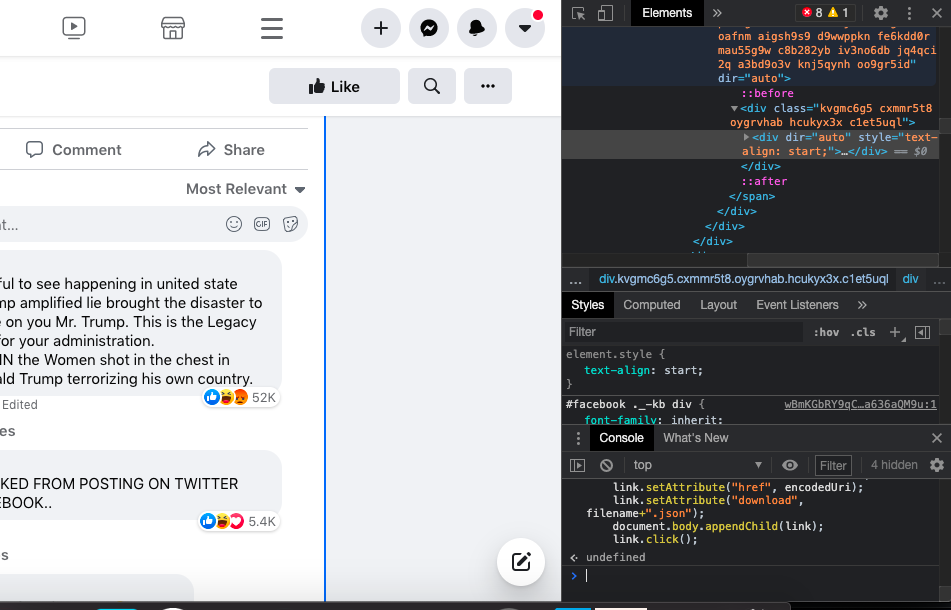 Like
Comment
Share
Most Relevant
t...
GIF
ful to see happening in united state
mp amplified lie brought the disaster to
e on you Mr. Trump. This is the Legacy
for your administration.
IN the Women shot in the chest in
ald Trump terrorizing his own country.
52K
Edited
es
KED FROM POSTING ON TWITTER
EBOOK..
5.4K
s
Elements
8
1
oafnm aigsh9s9 d9wwppkn fe6kdd0r
mau55g9w c8b282yb iv3no6db jq4qci
2q a3bd9o3v knj5qynh oo9gr5id"
dir="auto">
::before
<div class="kvgmc6g5 cxmmr5t8
oygrvhab hcukyx3x c1et5uql">
<div dir="auto" style="text-
align: start;">…</div> == $0
</div>
::after
</span>
</div>
</div>
</div>
... div.kvgmc6g5.cxmmr5t8.oygrvhab.hcukyx3x.c1et5uql div ...
Styles Computed Layout Event Listeners
Filter :hov .cls
element.style {
text-align: start;
}
#facebook ._-kb div { wBmKGbRY9qC…a636aQM9u:1
font-family: inherit;
Console What's New
top Filter 4 hidden
link.setAttribute("href", encodedUri);
link.setAttribute("download",
filename+".json");
document.body.appendChild(link);
link.click();
undefined